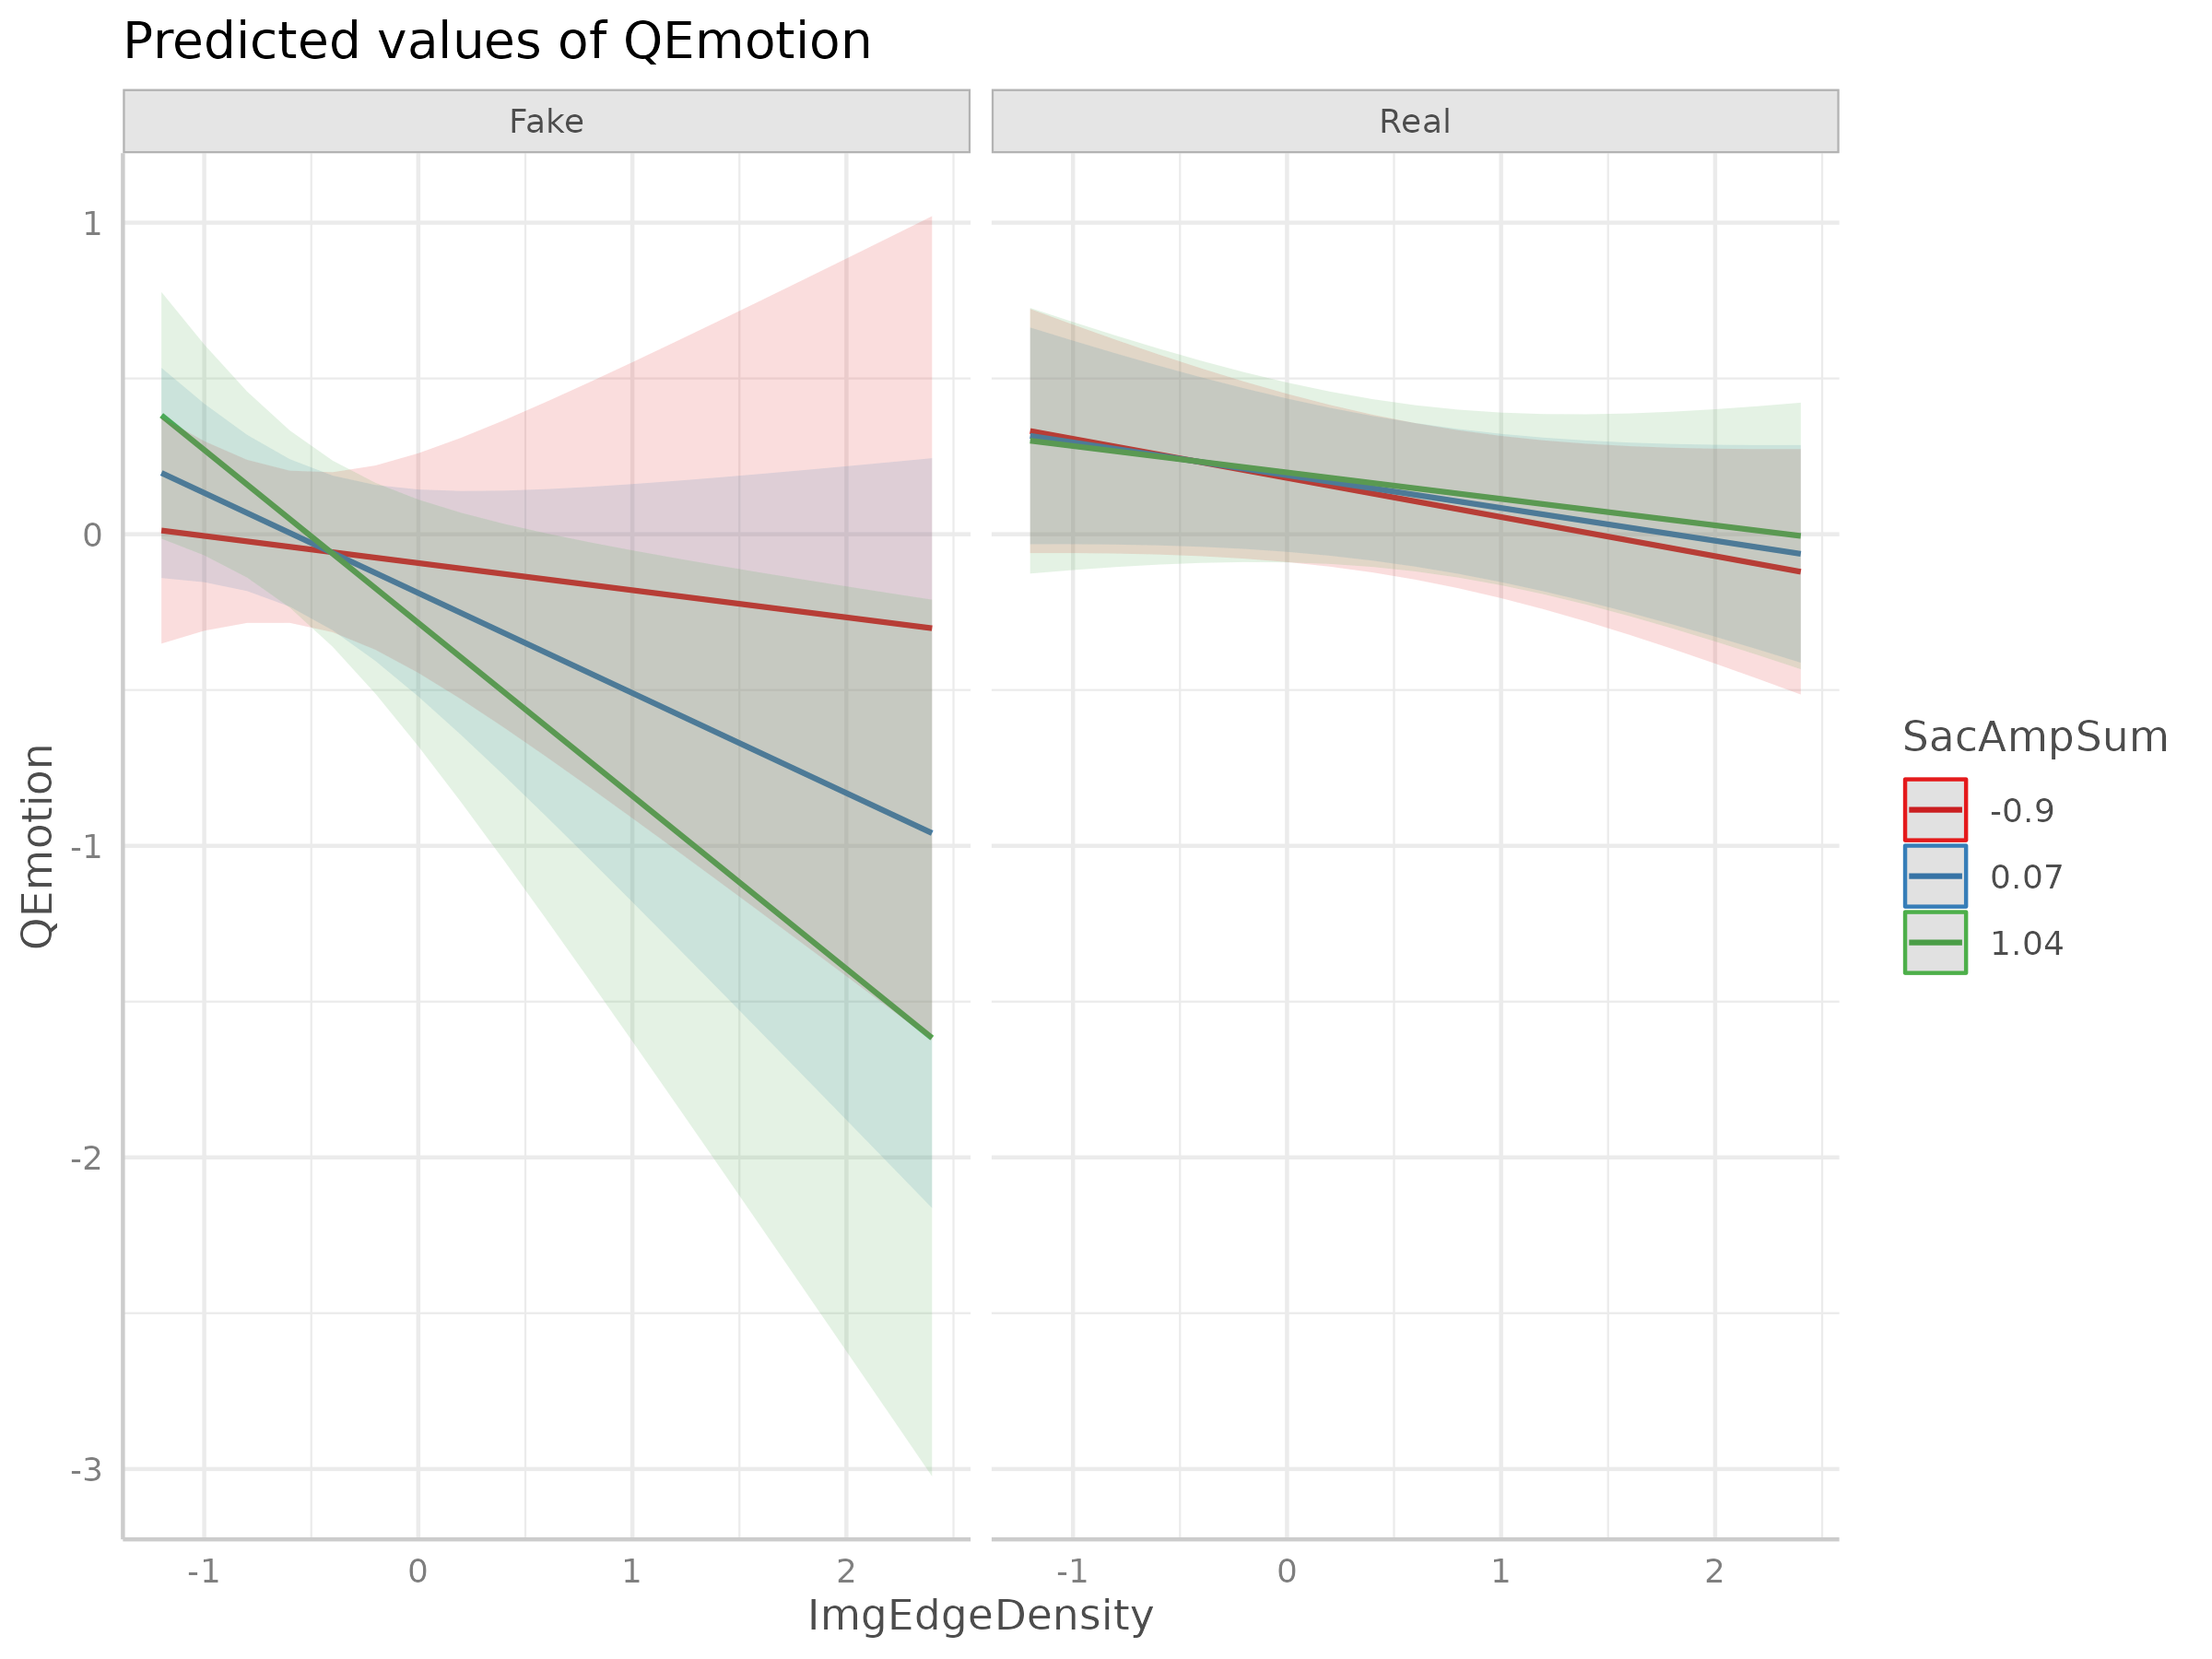 Predicted values of QEmotion
Fake
Real
1
0
-1
-2
-3
QEmotion
-1 0 1 2
-1 0 1 2
ImgEdgeDensity
SacAmpSum
-0.9
0.07
1.04